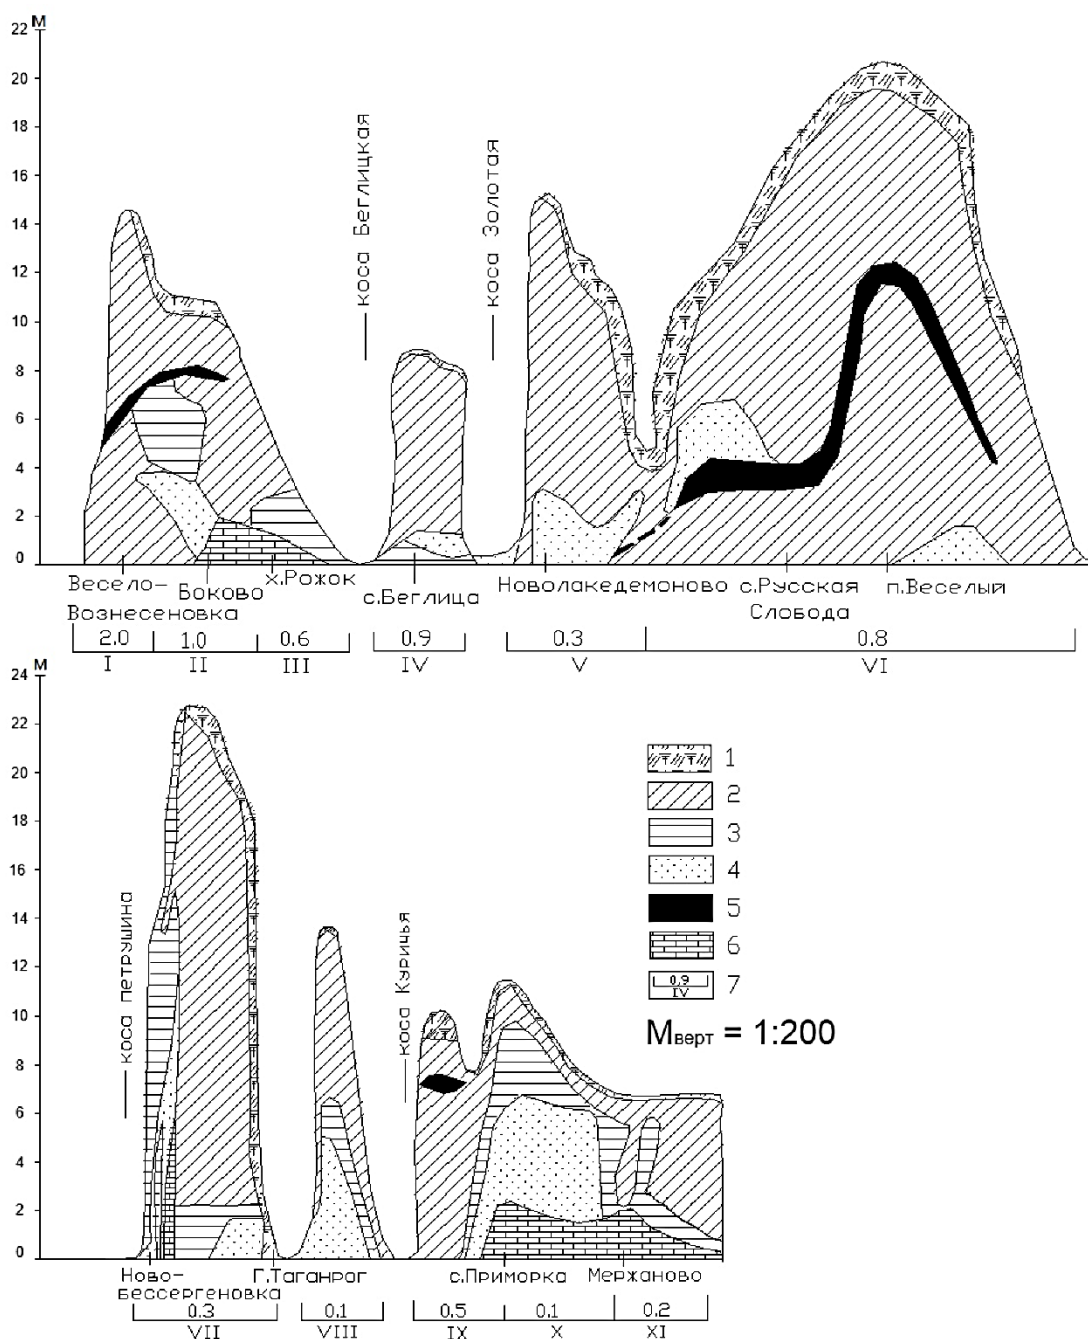 М
22
20
18
16
14
12
10
8
6
4
2
0
коса Беглицкая
коса Золотая
Весело-
Вознесеновка
Боково
х.Рожок
с.Беглица
Новолакедемоново
с.Русская
Слобода
п.Веселый
2.0 1.0 0.6 0.9 0.3 0.8
I II III IV V VI
М
24
22
20
18
16
14
12
10
8
6
4
2
0
коса Петрушина
коса Куричья
1
2
3
4
5
6
0,9
IV
7
Мверт = 1:200
Ново-
бессергеновка
Г.Таганрог
с.Приморка
Мержаново
0.3 0.1 0.5 0.1 0.2
VII VIII IX X XI